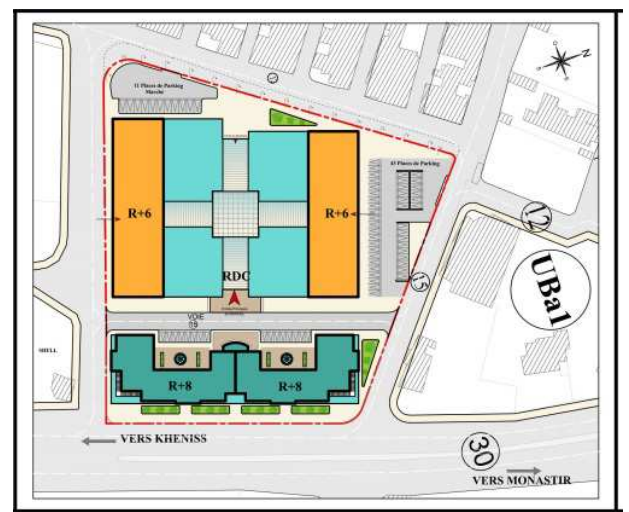 N
11 Places de Parking
Marché
43 Places de Parking
R+6
R+6
12
RDC
15
UBa1
VOIE
19
SHELL
R+8
R+8
VERS KHENISS
30
VERS MONASTIR